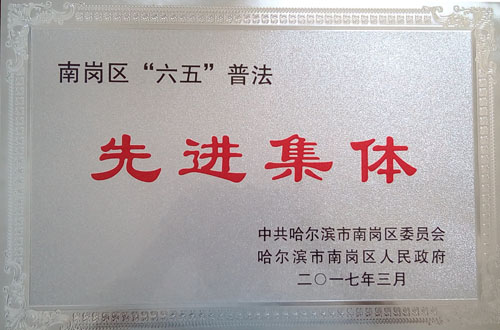 南岗区“六五”普法
先进集体
中共哈尔滨市南岗区委员会
哈尔滨市南岗区人民政府
二〇一七年三月